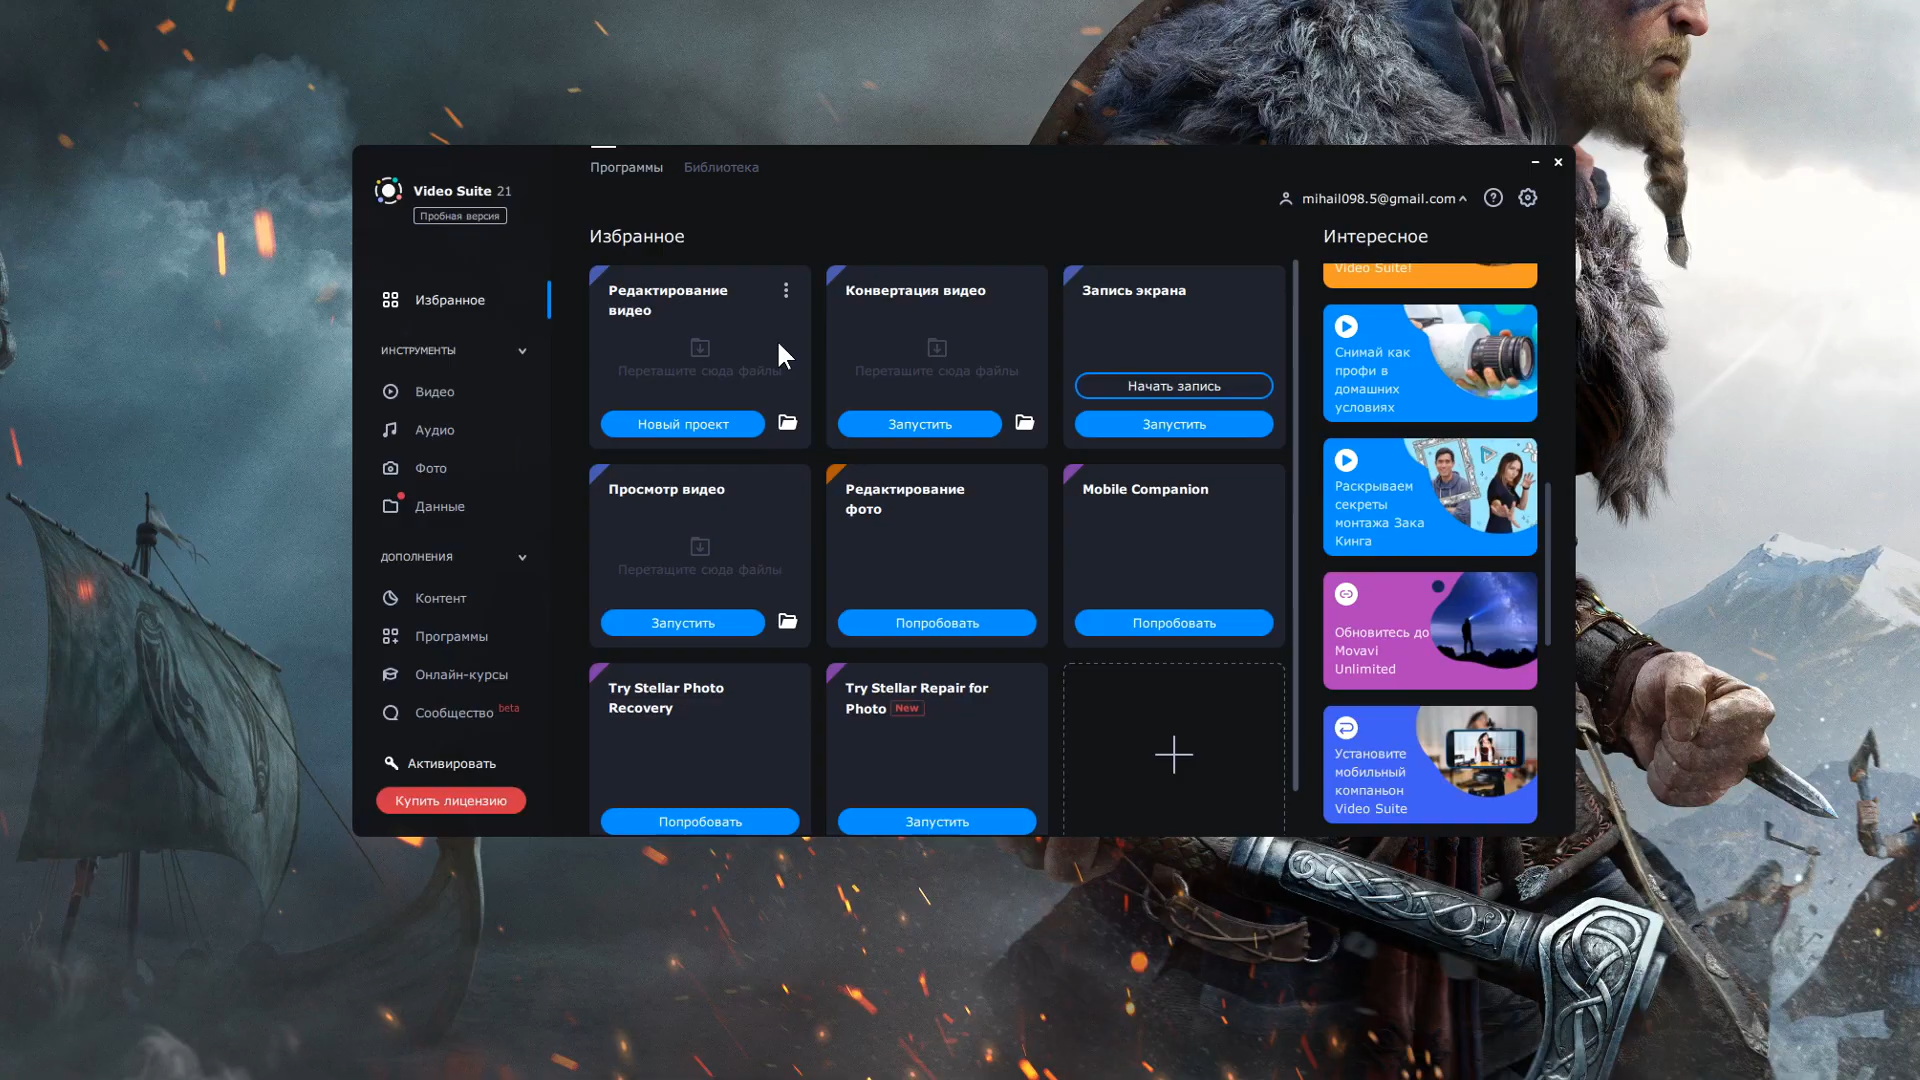 Программы
Библиотека
Video Suite 21
Пробная версия
mihail098.5@gmail.com
Избранное
ИНСТРУМЕНТЫ
Видео
Аудио
Фото
Данные
ДОПОЛНЕНИЯ
Контент
Программы
Онлайн-курсы
Сообщество beta
Активировать
Купить лицензию
Избранное
Редактирование
видео
Перетащите сюда файлы
Новый проект
Конвертация видео
Перетащите сюда файлы
Запустить
Запись экрана
Начать запись
Запустить
Просмотр видео
Перетащите сюда файлы
Запустить
Редактирование
фото
Попробовать
Mobile Companion
Попробовать
Try Stellar Photo
Recovery
Попробовать
Try Stellar Repair for
Photo New
Запустить
Интересное
Video Suite!
Снимай как
профи в
домашних
условиях
Раскрываем
секреты
монтажа Зака
Кинга
Обновитесь до
Movavi
Unlimited
Установите
мобильный
компаньон
Video Suite